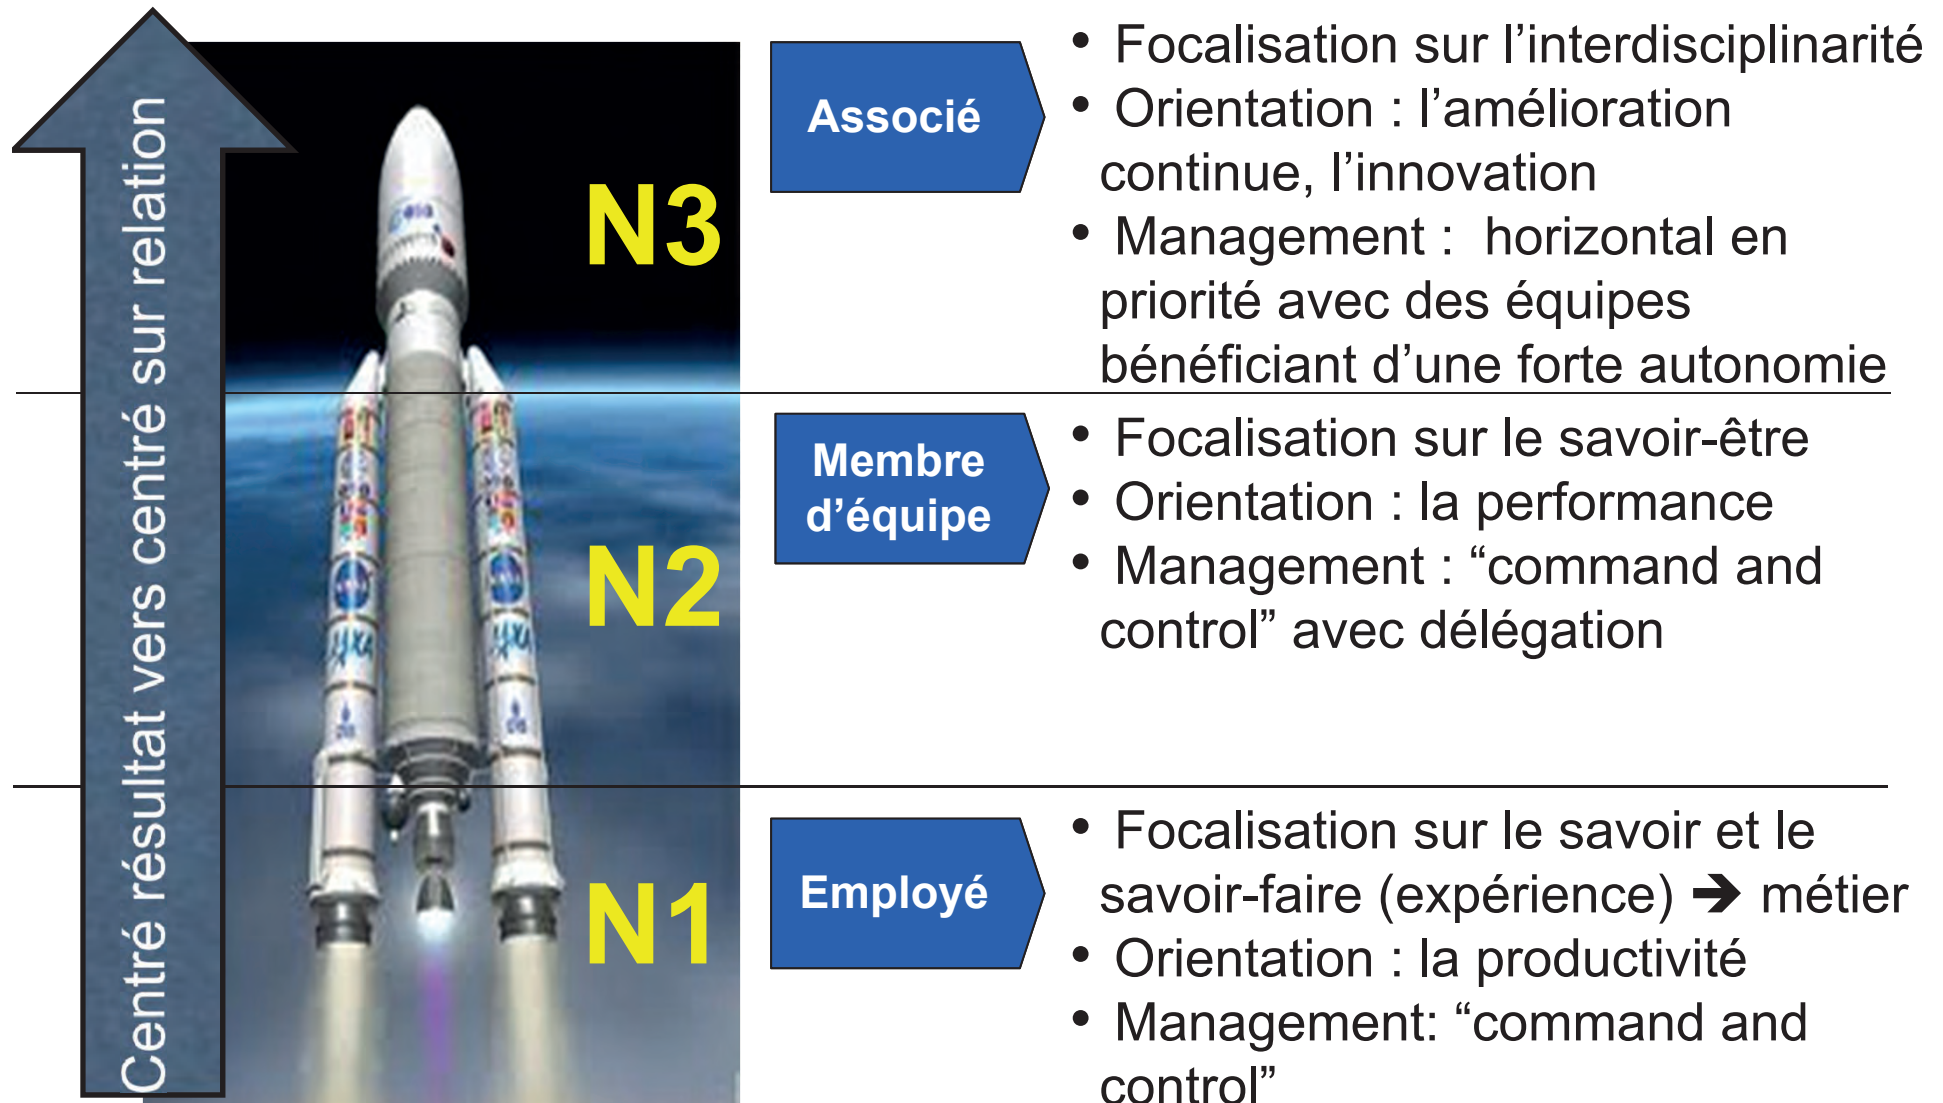 Centré résultat vers centré sur relation
N3
Associé
• Focalisation sur l’interdisciplinarité
• Orientation : l’amélioration
continue, l’innovation
• Management :  horizontal en
priorité avec des équipes
bénéficiant d’une forte autonomie
N2
Membre
d’équipe
• Focalisation sur le savoir-être
• Orientation : la performance
• Management : “command and
control” avec délégation
N1
Employé
• Focalisation sur le savoir et le
savoir-faire (expérience) ➔ métier
• Orientation : la productivité
• Management: “command and
control”